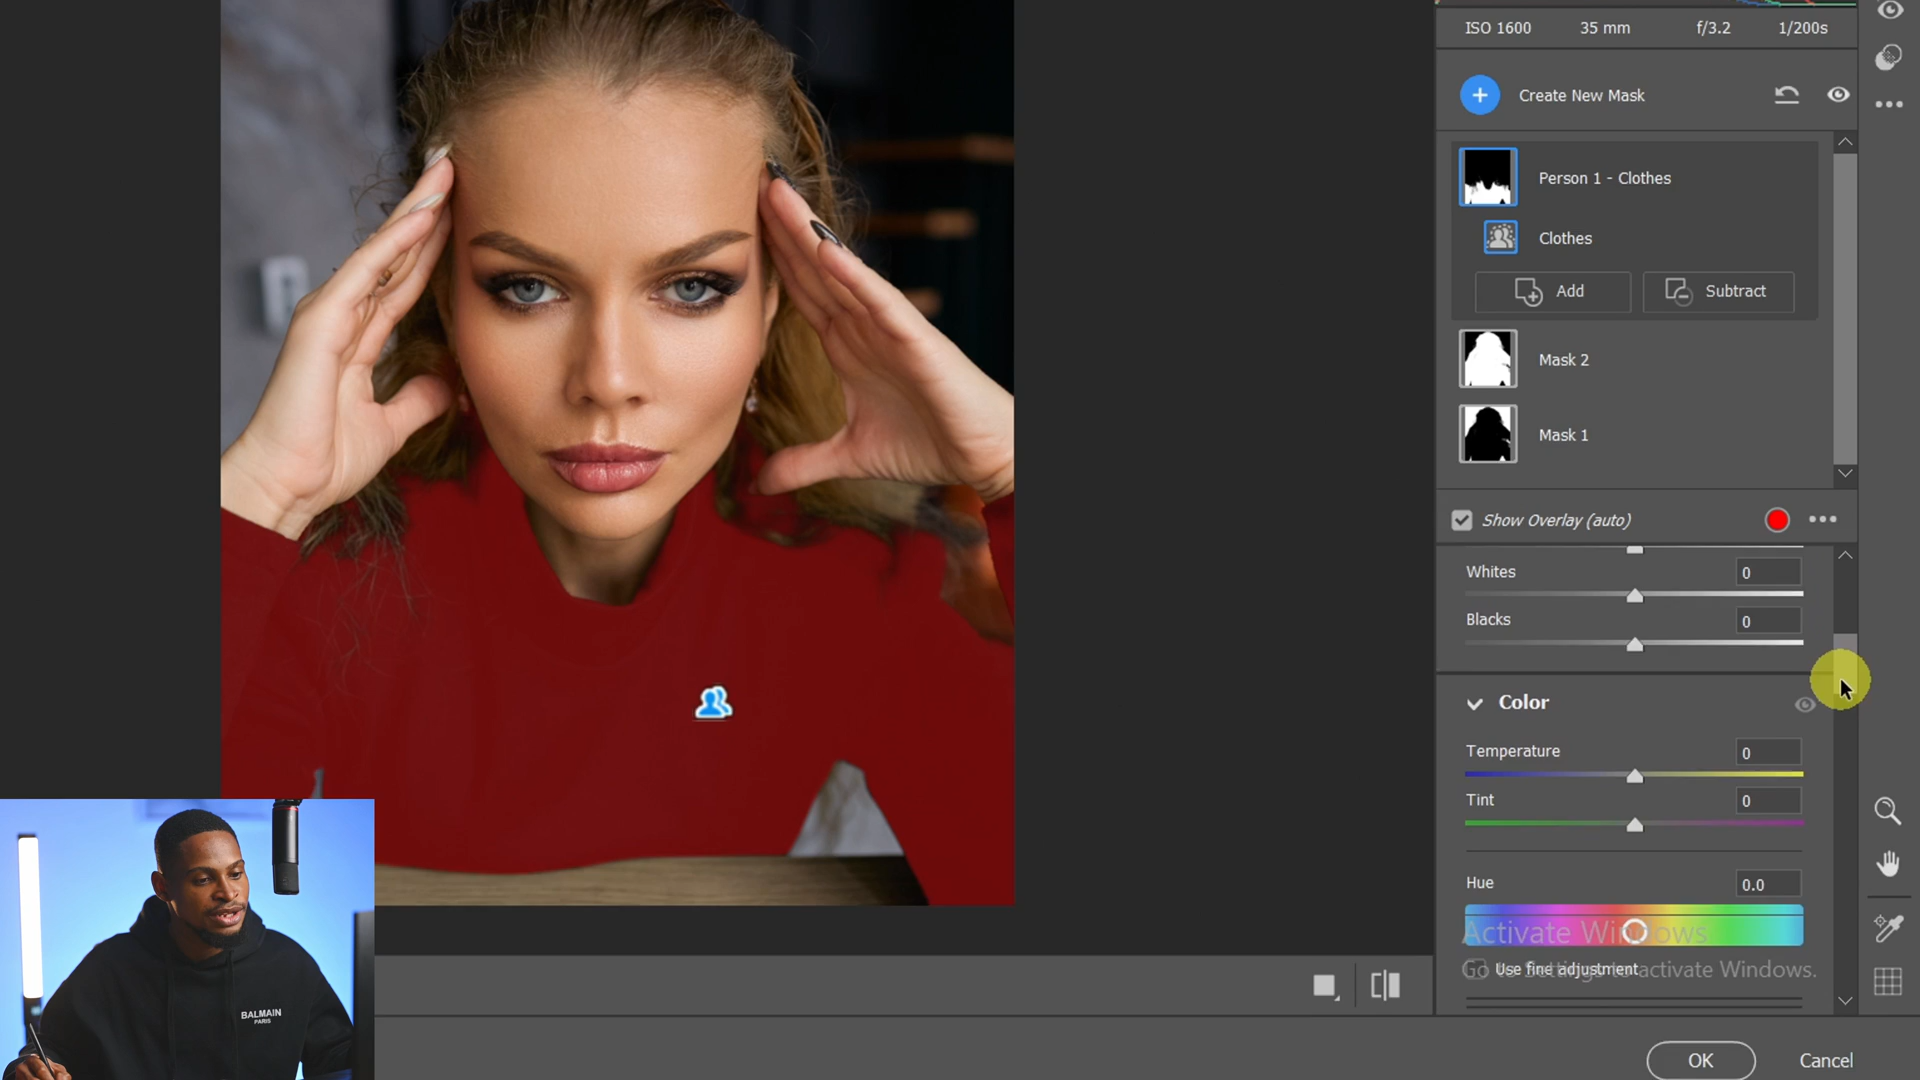 ISO 1600 35 mm f/3.2 1/200s
Create New Mask
Person 1 - Clothes
Clothes
Add Subtract
Mask 2
Mask 1
Show Overlay (auto)
Whites 0
Blacks 0
Color
Temperature 0
Tint 0
Hue 0.0
Activate Windows
Go to Settings to activate Windows.
Use fine adjustment
BALMAIN
PARIS
OK Cancel